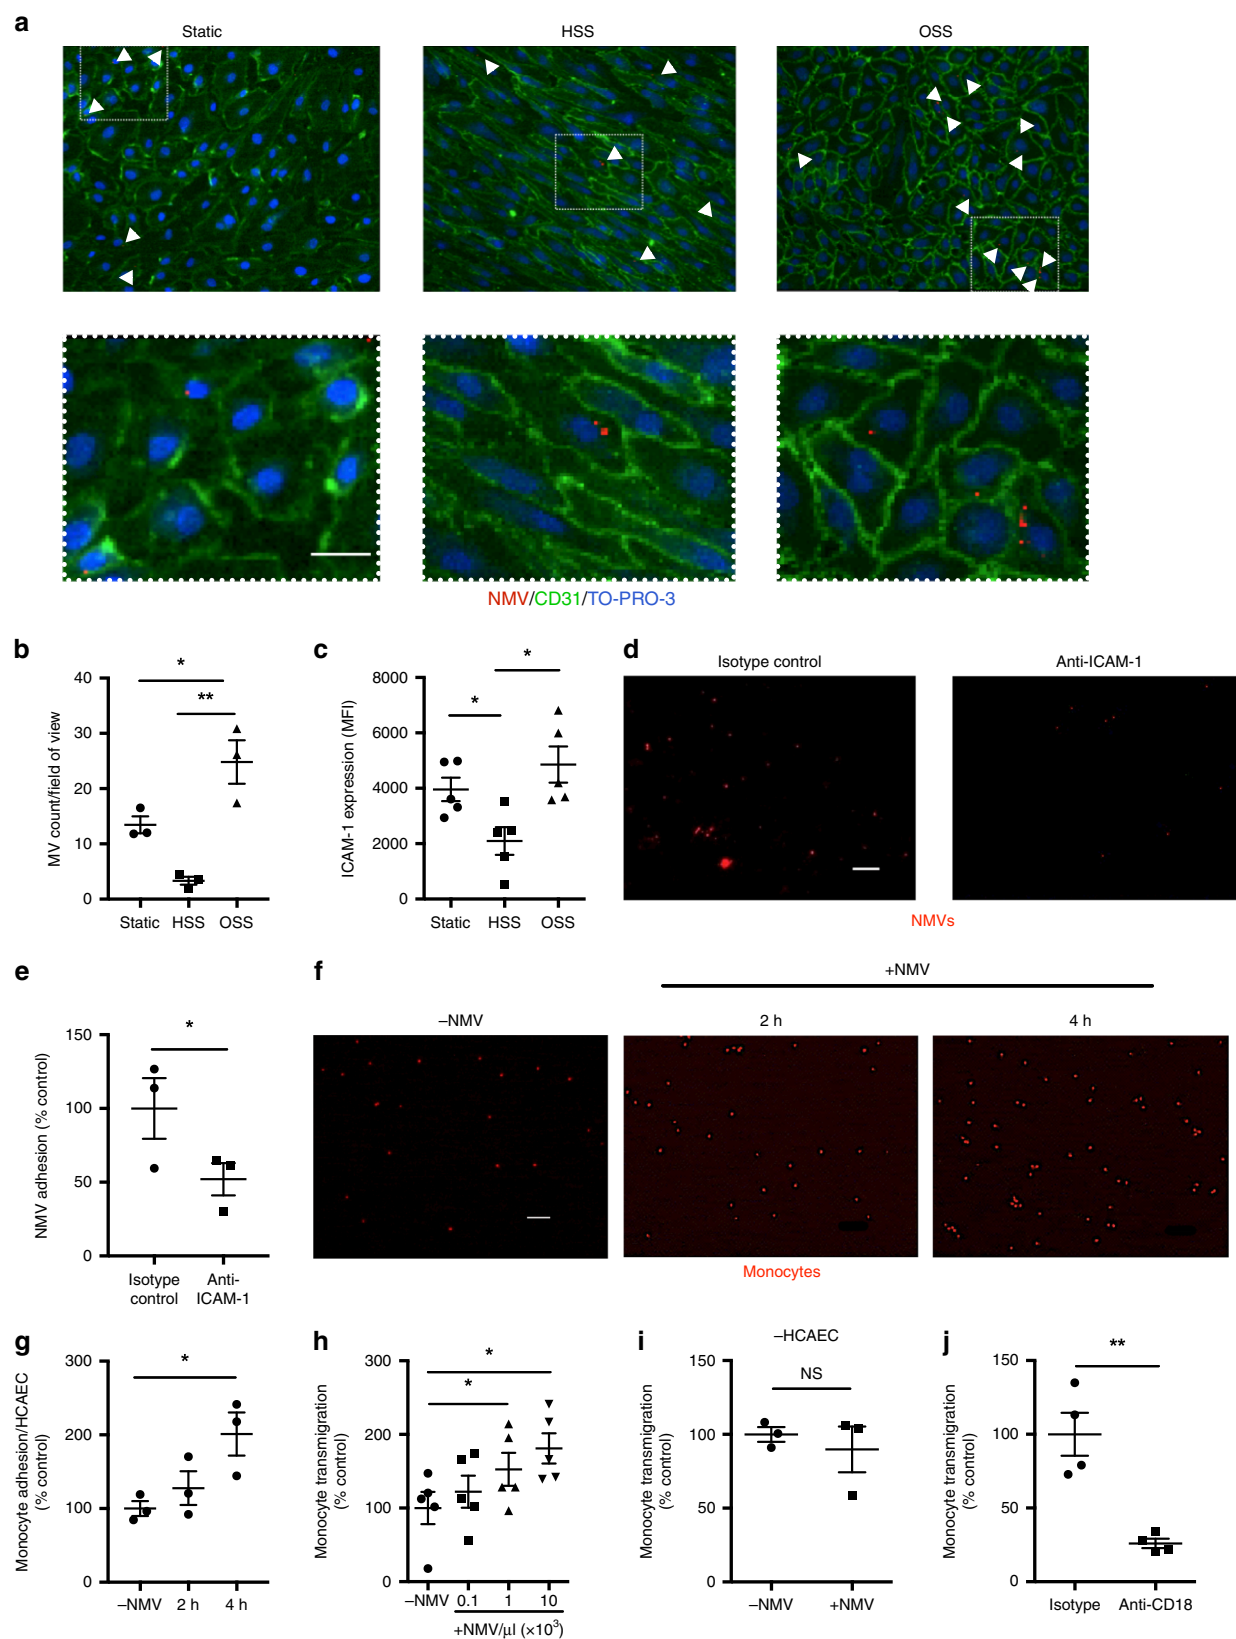 a
Static HSS OSS
NMV/CD31/TO-PRO-3
b
MV count/field of view
40
30
20
10
0
* **
Static HSS OSS
c
ICAM-1 expression (MFI)
8000
6000
4000
2000
0
* *
Static HSS OSS
d
Isotype control Anti-ICAM-1
NMVs
e
NMV adhesion (% control)
150
100
50
0
*
Isotype control
Anti-ICAM-1
f
+NMV
–NMV 2 h 4 h
Monocytes
g
Monocyte adhesion/HCAEC
(% control)
300
200
100
0
*
–NMV 2 h 4 h
h
Monocyte transmigration
(% control)
300
200
100
0
* *
–NMV 0.1 1 10
+NMV/µl (×10³)
i
–HCAEC
Monocyte transmigration
(% control)
150
100
50
0
NS
–NMV +NMV
j
Monocyte transmigration
(% control)
150
100
50
0
**
Isotype Anti-CD18